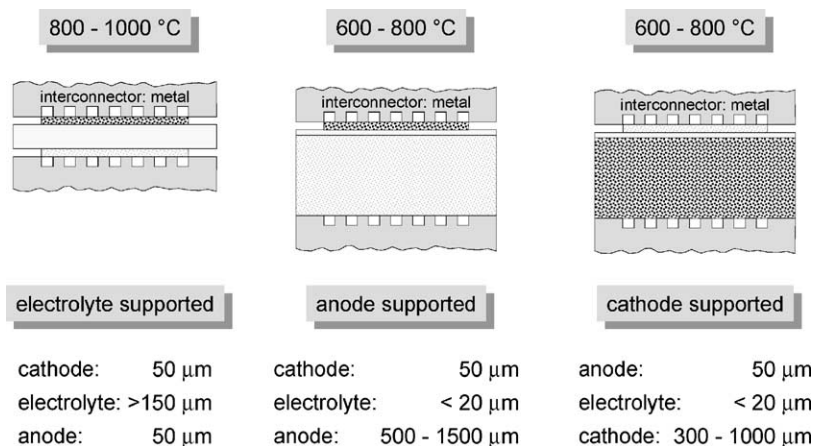 800 - 1000 °C
600 - 800 °C
600 - 800 °C
interconnector: metal
interconnector: metal
interconnector: metal
electrolyte supported
anode supported
cathode supported
cathode: 50 μm
electrolyte: >150 μm
anode: 50 μm
cathode: 50 μm
electrolyte: < 20 μm
anode: 500 - 1500 μm
anode: 50 μm
electrolyte: < 20 μm
cathode: 300 - 1000 μm